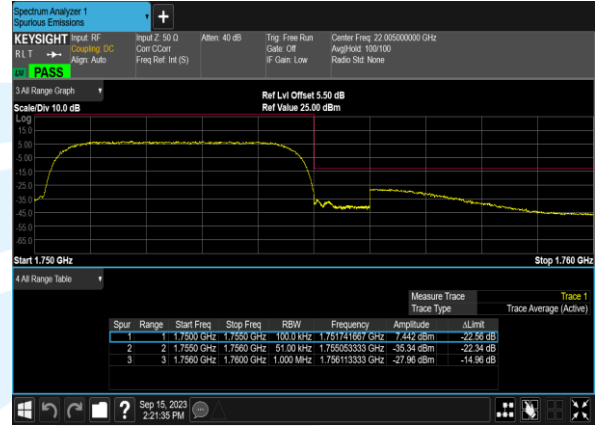 Spectrum Analyzer 1
Spurious Emissions
+
KEYSIGHT Input: RF Input Z: 50 Ω Atten: 40 dB Trig: Free Run Center Freq: 22.005000000 GHz
RLT Coupling: DC Corr CCorr Gate: Off Avg|Hold: 100/100
Align: Auto Freq Ref: Int (S) IF Gain: Low Radio Std: None
PASS
3 All Range Graph
Ref Lvl Offset 5.50 dB
Scale/Div 10.0 dB Ref Value 25.00 dBm
Log
15.0
5.00
-5.00
-15.0
-25.0
-35.0
-45.0
-55.0
-65.0
Start 1.750 GHz Stop 1.760 GHz
4 All Range Table
Measure Trace Trace 1
Trace Type Trace Average (Active)
Spur Range Start Freq Stop Freq RBW Frequency Amplitude ΔLimit
1 1 1.7500 GHz 1.7550 GHz 100.0 kHz 1.751741667 GHz 7.442 dBm -22.56 dB
2 2 1.7550 GHz 1.7560 GHz 51.00 kHz 1.755053333 GHz -35.34 dBm -22.34 dB
3 3 1.7560 GHz 1.7600 GHz 1.000 MHz 1.756113333 GHz -27.96 dBm -14.96 dB
? Sep 15, 2023
2:21:35 PM